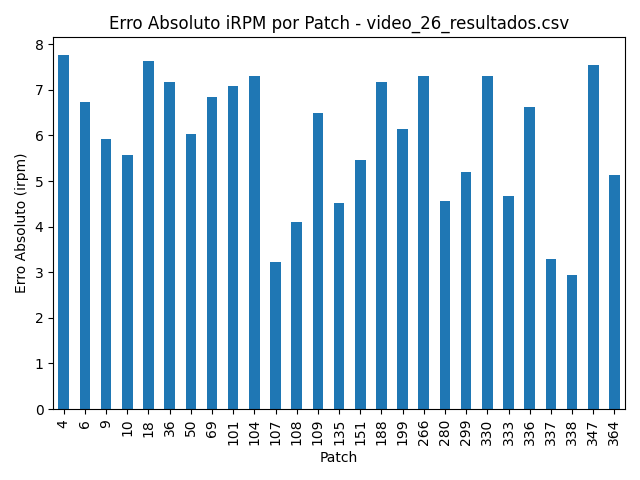 Erro Absoluto iRPM por Patch - video_26_resultados.csv
Erro Absoluto (irpm)
8
7
6
5
4
3
2
1
0
4 6 9 10 18 36 50 69 101 104 107 108 109 135 151 188 199 266 280 299 330 333 336 337 338 347 364
Patch